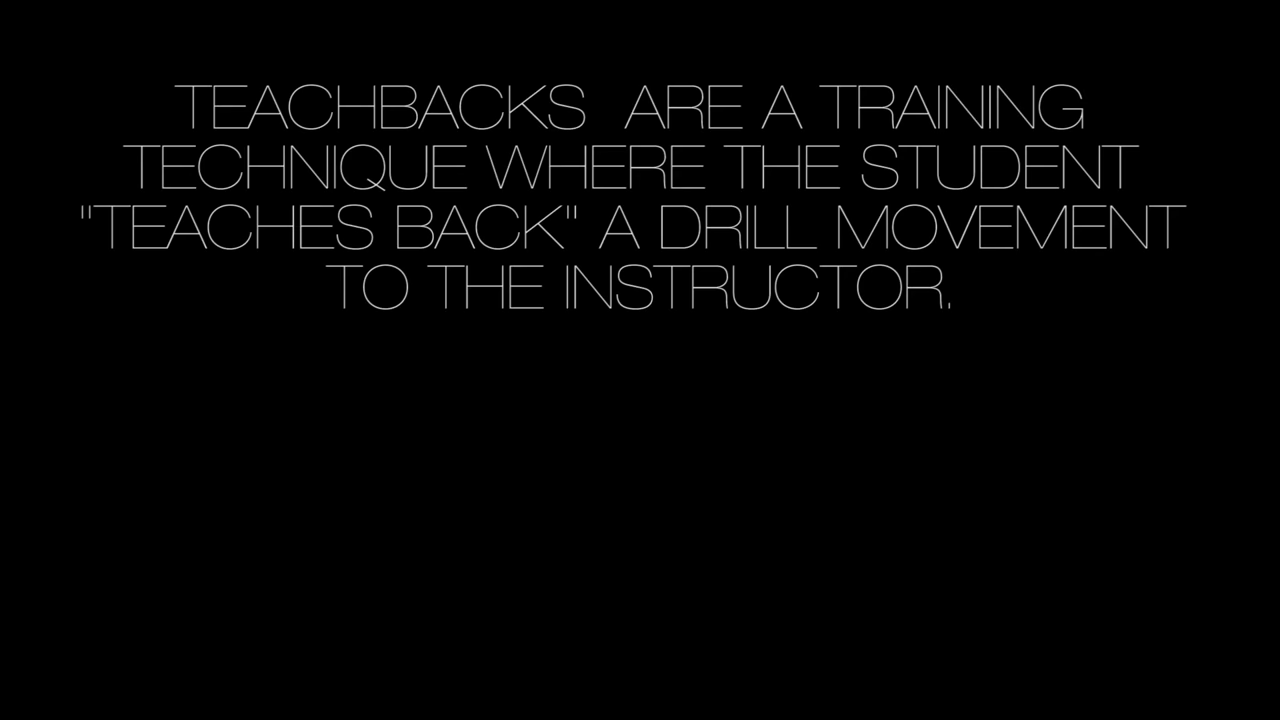 TEACHBACKS  ARE A TRAINING
TECHNIQUE WHERE THE STUDENT
"TEACHES BACK" A DRILL MOVEMENT
TO THE INSTRUCTOR.